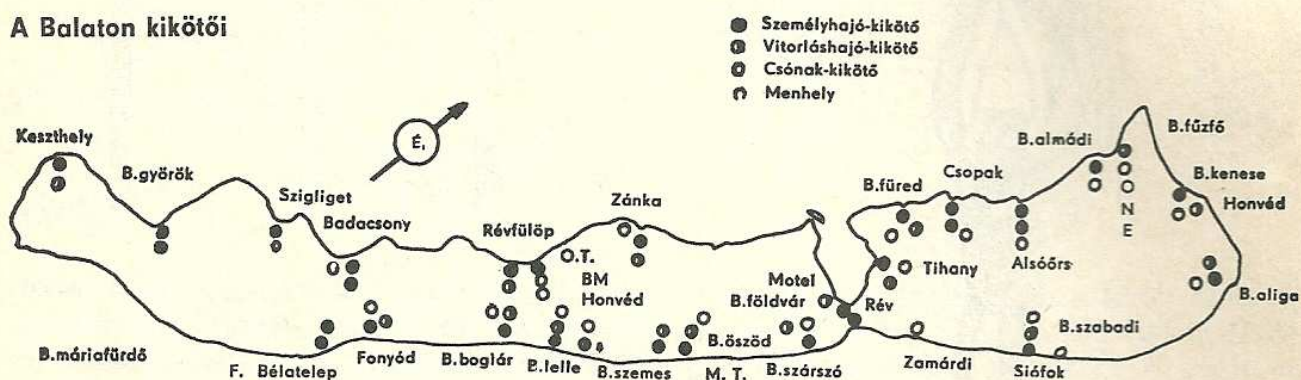 A Balaton kikötői
Személyhajó-kikötő
Vitorláshajó-kikötő
Csónak-kikötő
Menhely
É,
Keszthely
B.györök
Szigliget
Badacsony
Révfülöp
O.T.
BM
Honvéd
Zánka
Motel
B.földvár
Rév
Tihany
B.füred
Csopak
Alsóőrs
B.almádi
O
N
E
B.fűzfő
B.kenese
Honvéd
B.aliga
B.máriafürdő
F. Bélatelep
Fonyód
B.boglár
B.lelle
B.szemes
B.öszöd
M. T.
B.szárszó
Zamárdi
Siófok
B.szabadi